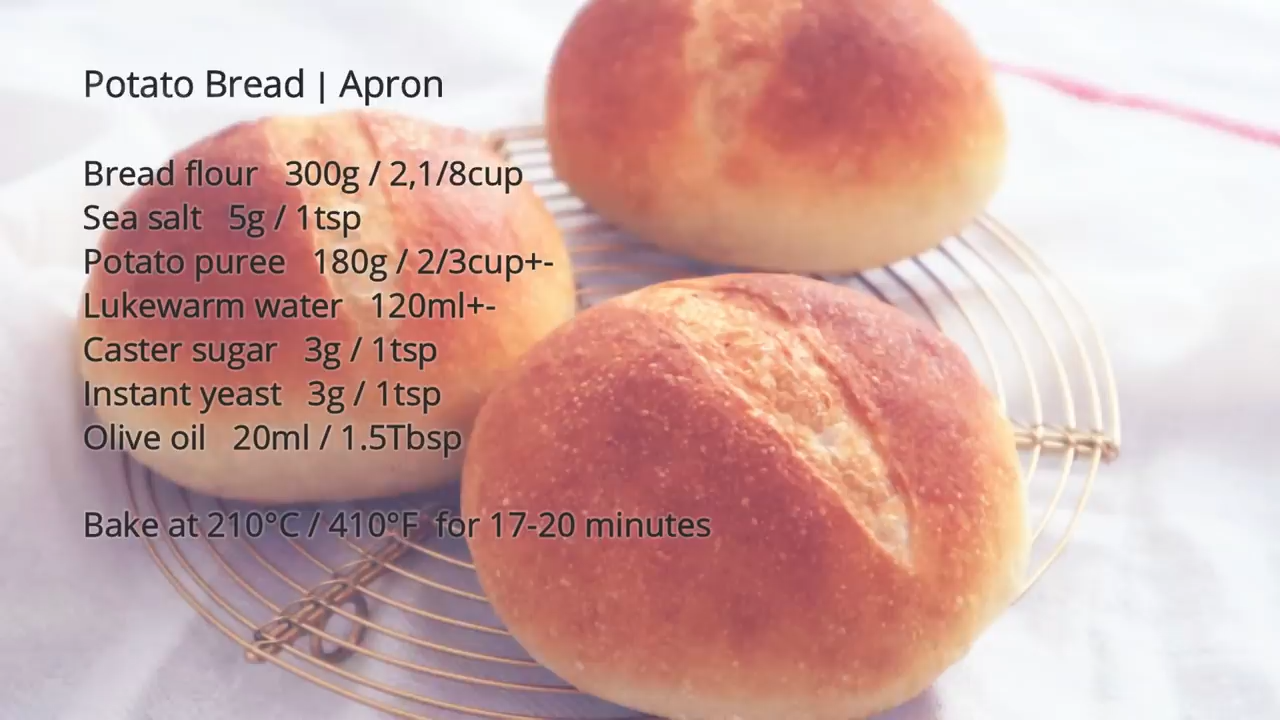 Potato Bread | Apron
Bread flour 300g / 2,1/8cup
Sea salt 5g / 1tsp
Potato puree 180g / 2/3cup+-
Lukewarm water 120ml+-
Caster sugar 3g / 1tsp
Instant yeast 3g / 1tsp
Olive oil 20ml / 1.5Tbsp
Bake at 210°C / 410°F for 17-20 minutes